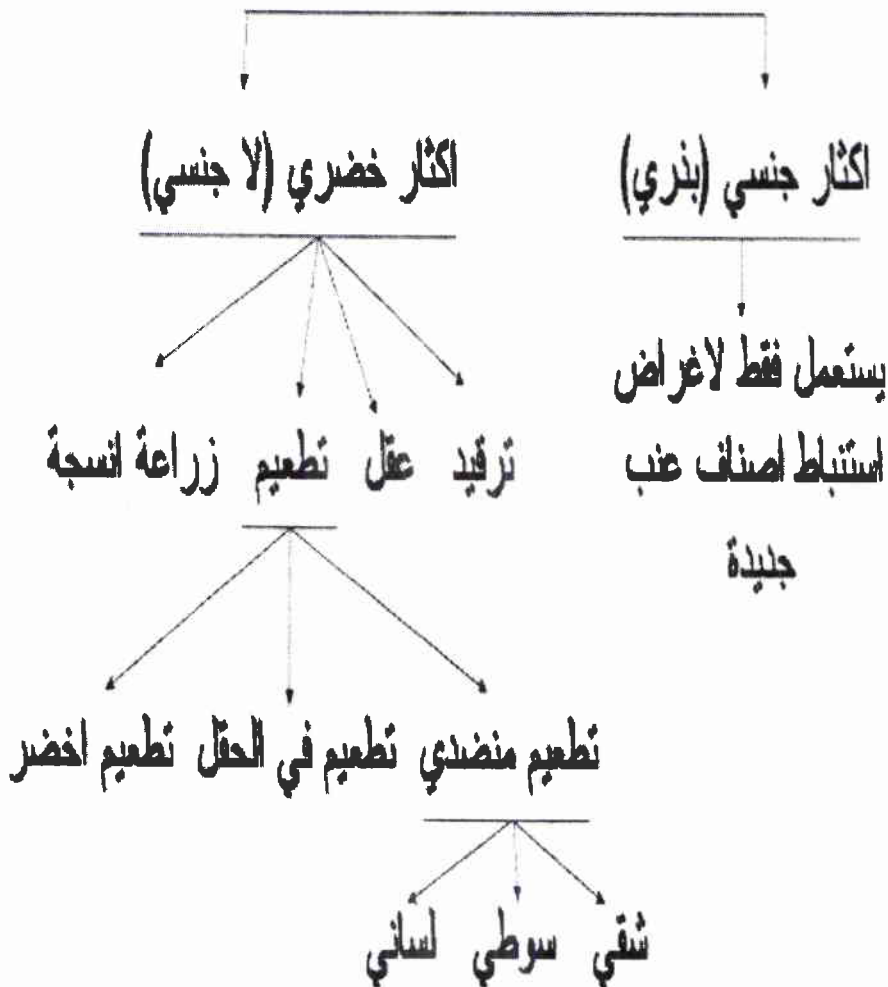 اكثار جنسي (بذري) اكثار خضري (لا جنسي)
يستعمل فقط لاغراض
استنباط اصناف عنب
جديدة
ترقيد عقل تطعيم زراعة انسجة
تطعيم منضدي تطعيم في الحقل تطعيم اخضر
شقي سوطي لساني